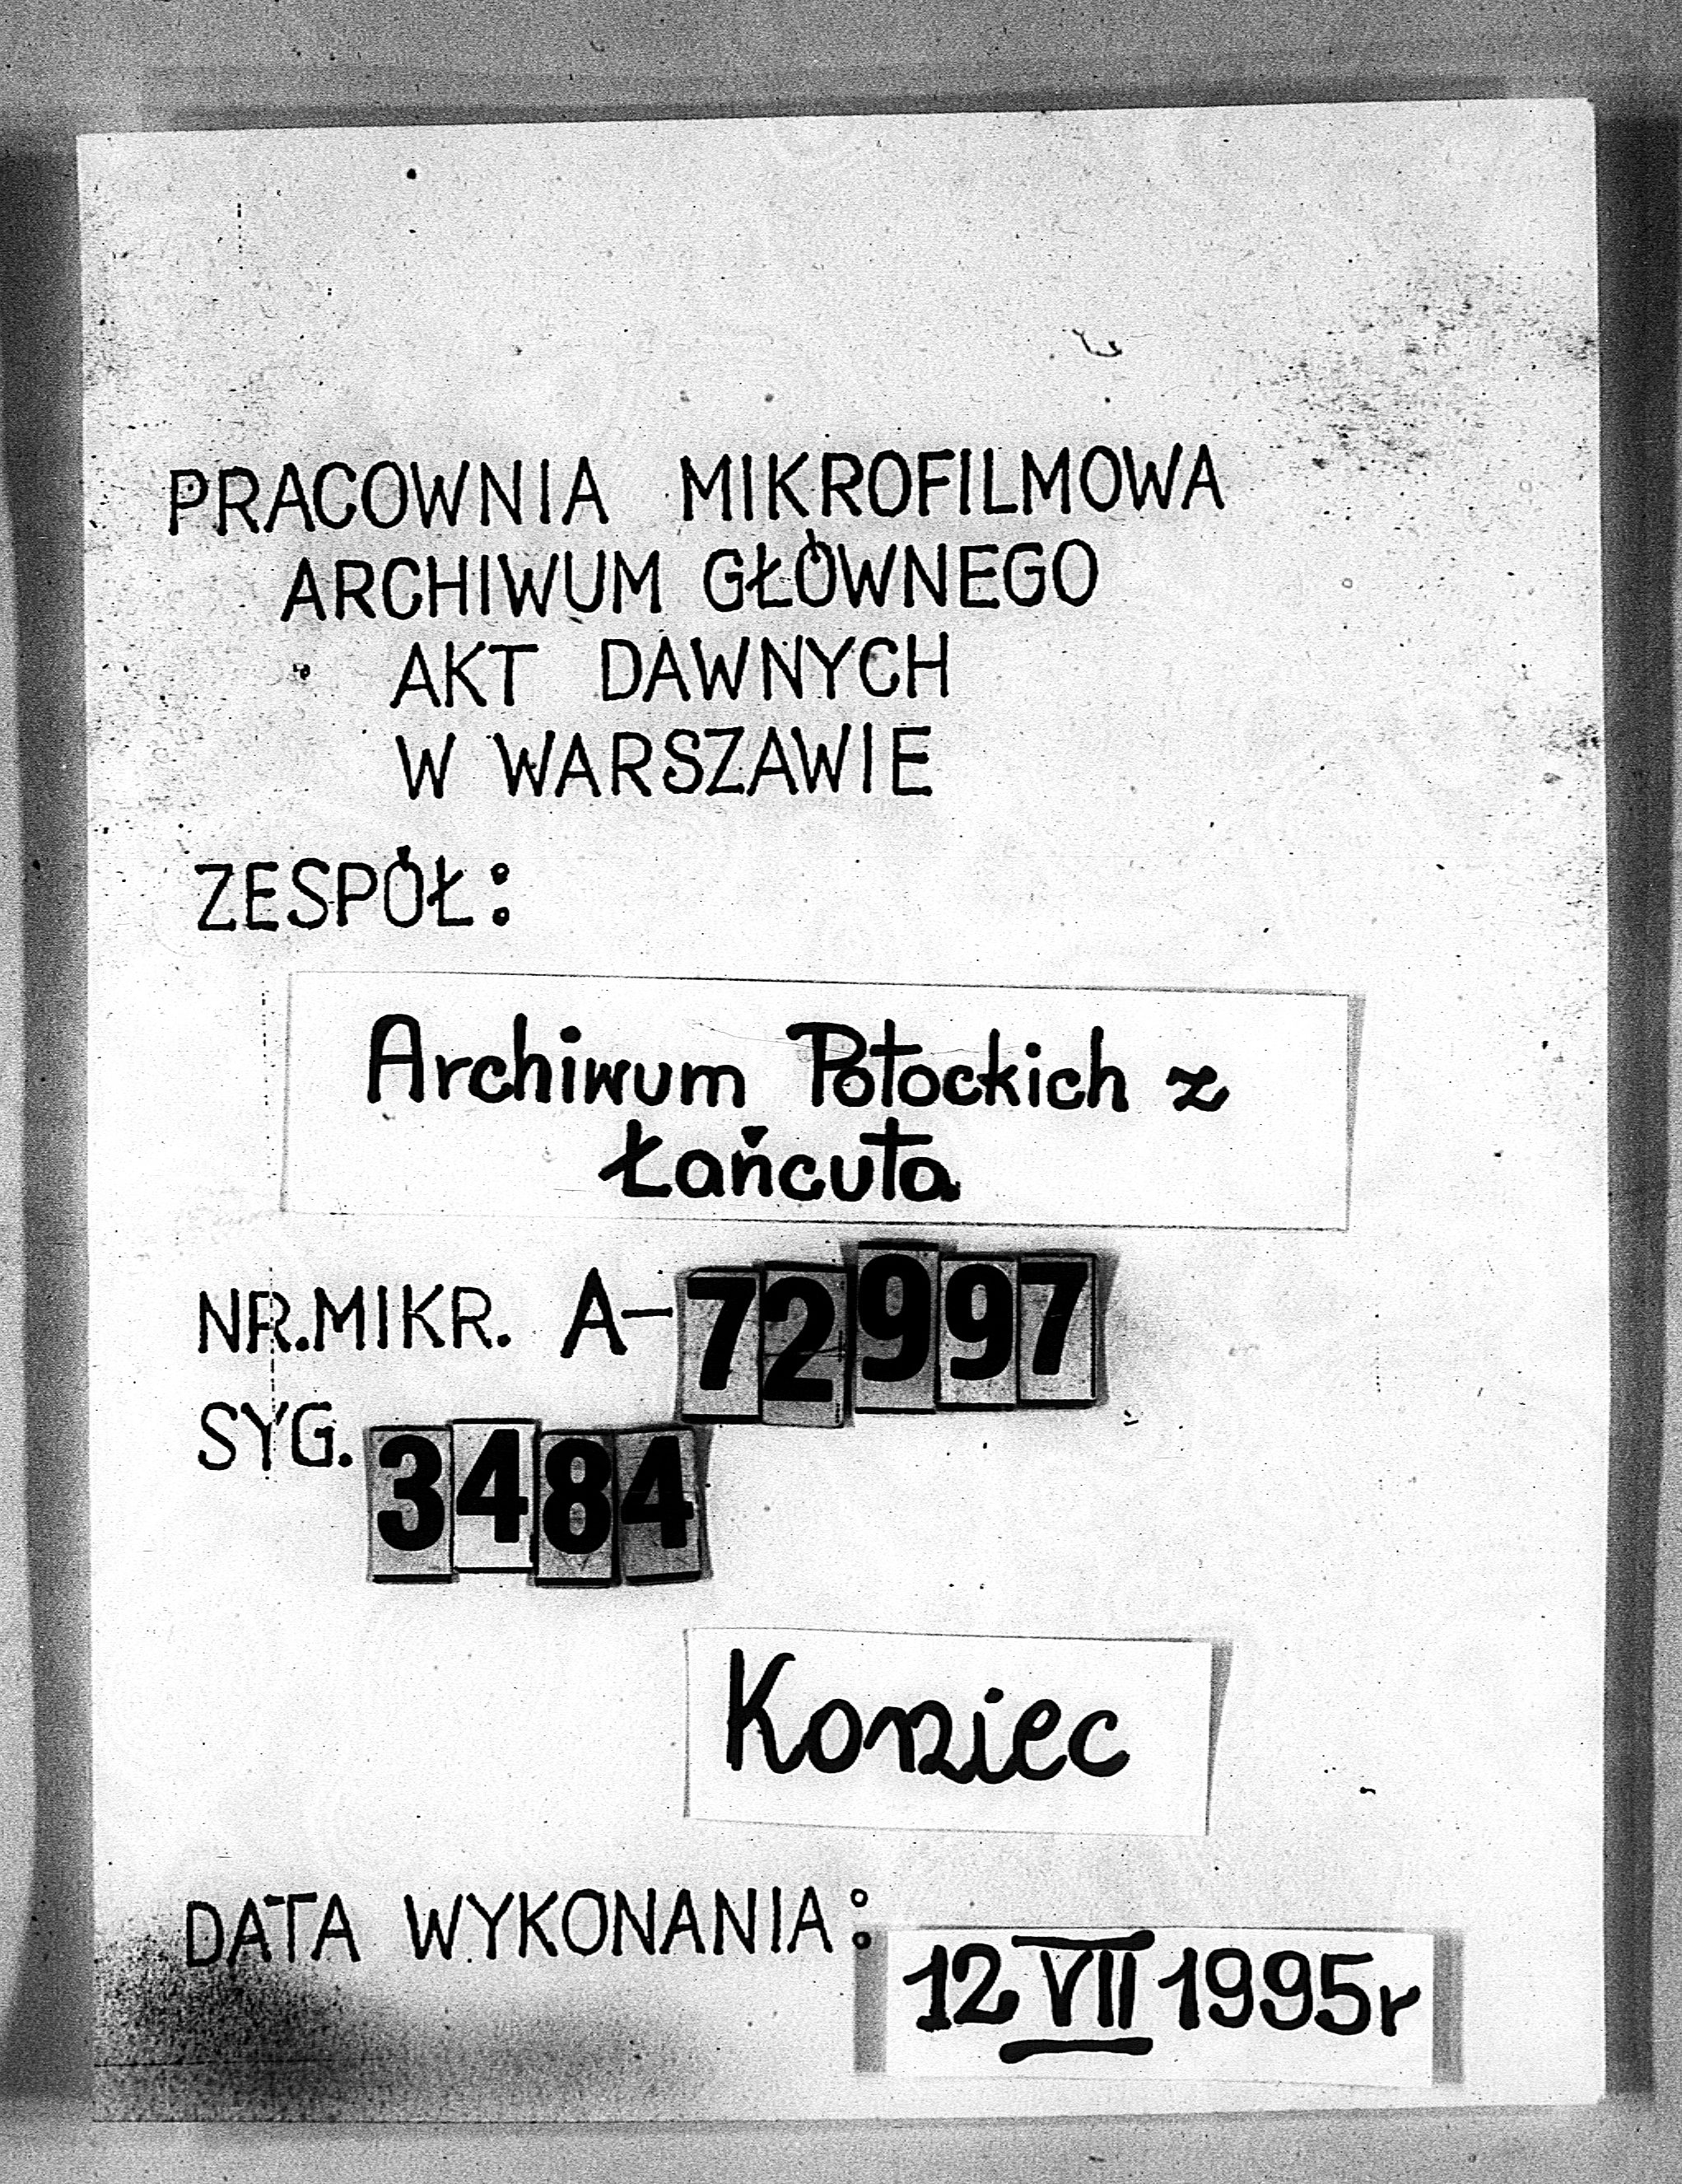 PRACOWNIA MIKROFILMOWA
ARCHIWUM GŁÓWNEGO
AKT DAWNYCH
W WARSZAWIE
ZESPÓŁ:
Archiwum Potockich z
Łańcuta
NR.MIKR. A-72997
SYG. 3484
Koniec
DATA WYKONANIA: 12 VII 1995r